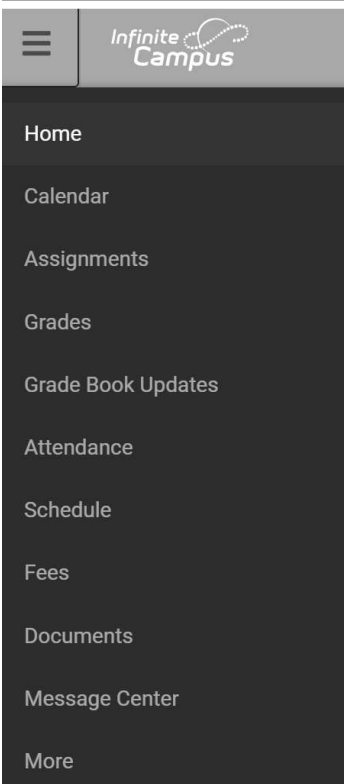 Infinite
Campus
Home
Calendar
Assignments
Grades
Grade Book Updates
Attendance
Schedule
Fees
Documents
Message Center
More